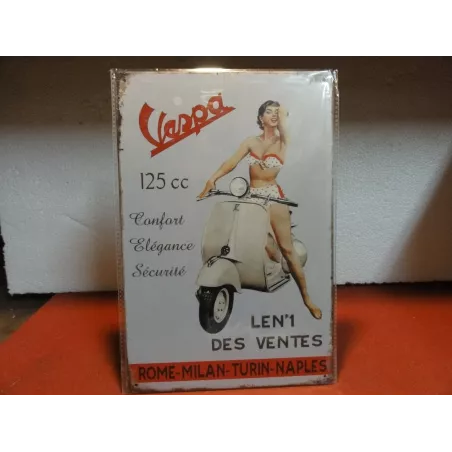 Vespa
125 cc
Confort
Elégance
Sécurité
LEN'1
DES VENTES
ROME-MILAN-TURIN-NAPLES